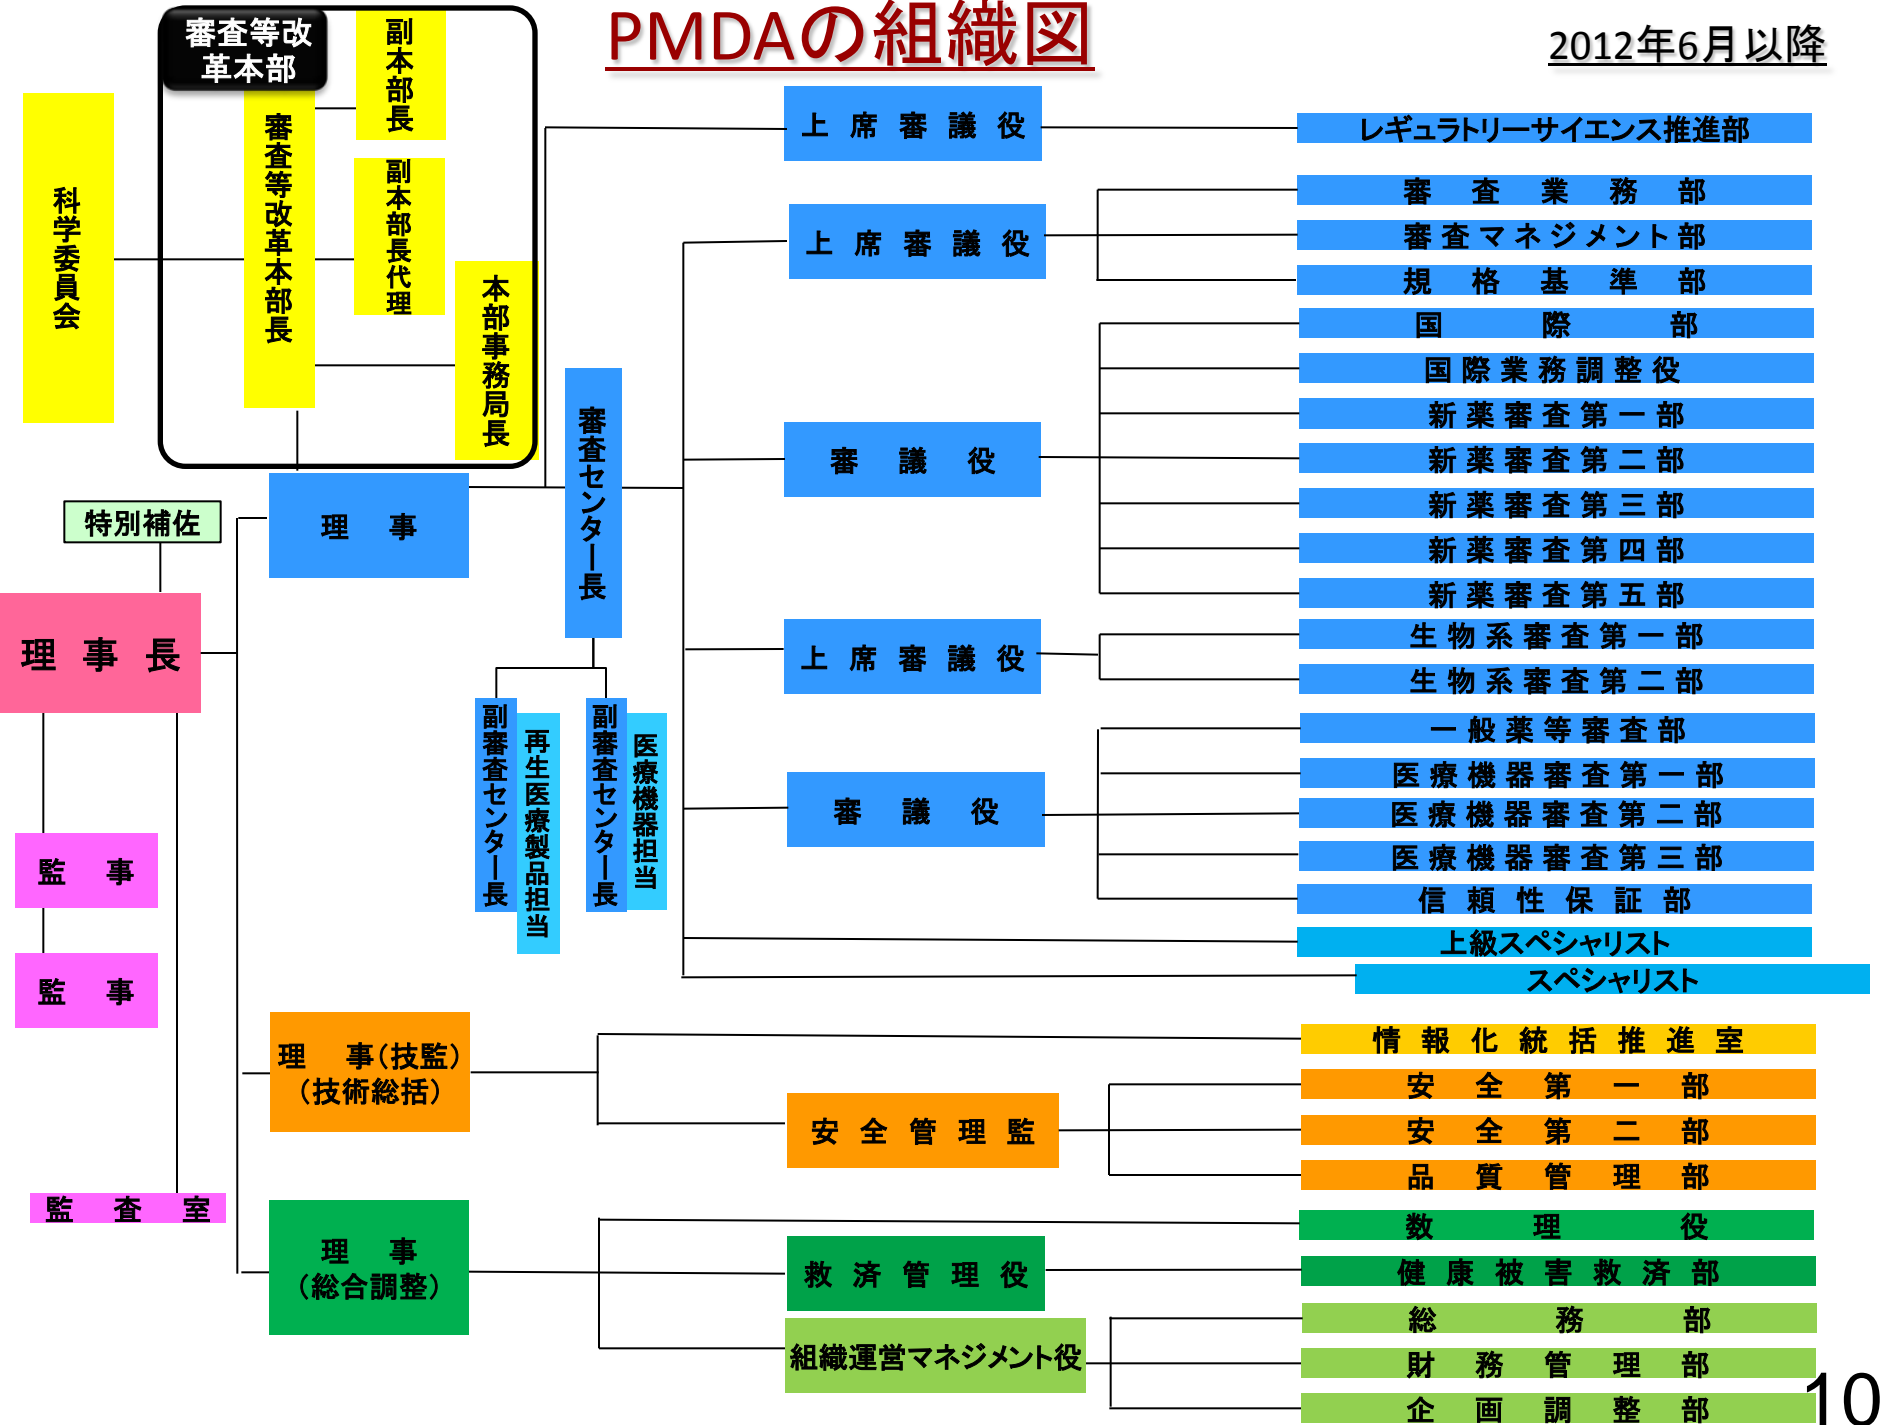 PMDAの組織図
2012年6月以降
審査等改
革本部
副本部長
審査等改革本部長
副本部長代理
本部事務局長
科学委員会
特別補佐
理事長
監事
監事
監査室
理事
審査センター長
副審査センター長
再生医療製品担当
副審査センター長
医療機器担当
上席審議役
レギュラトリーサイエンス推進部
上席審議役
審査業務部
審査マネジメント部
規格基準部
審議役
国際部
国際業務調整役
新薬審査第一部
新薬審査第二部
新薬審査第三部
新薬審査第四部
新薬審査第五部
上席審議役
生物系審査第一部
生物系審査第二部
審議役
一般薬等審査部
医療機器審査第一部
医療機器審査第二部
医療機器審査第三部
信頼性保証部
上級スペシャリスト
スペシャリスト
理事(技監)
(技術総括)
情報化統括推進室
安全管理監
安全第一部
安全第二部
品質管理部
理事
(総合調整)
数理役
救済管理役
健康被害救済部
組織運営マネジメント役
総務部
財務管理部
企画調整部
10